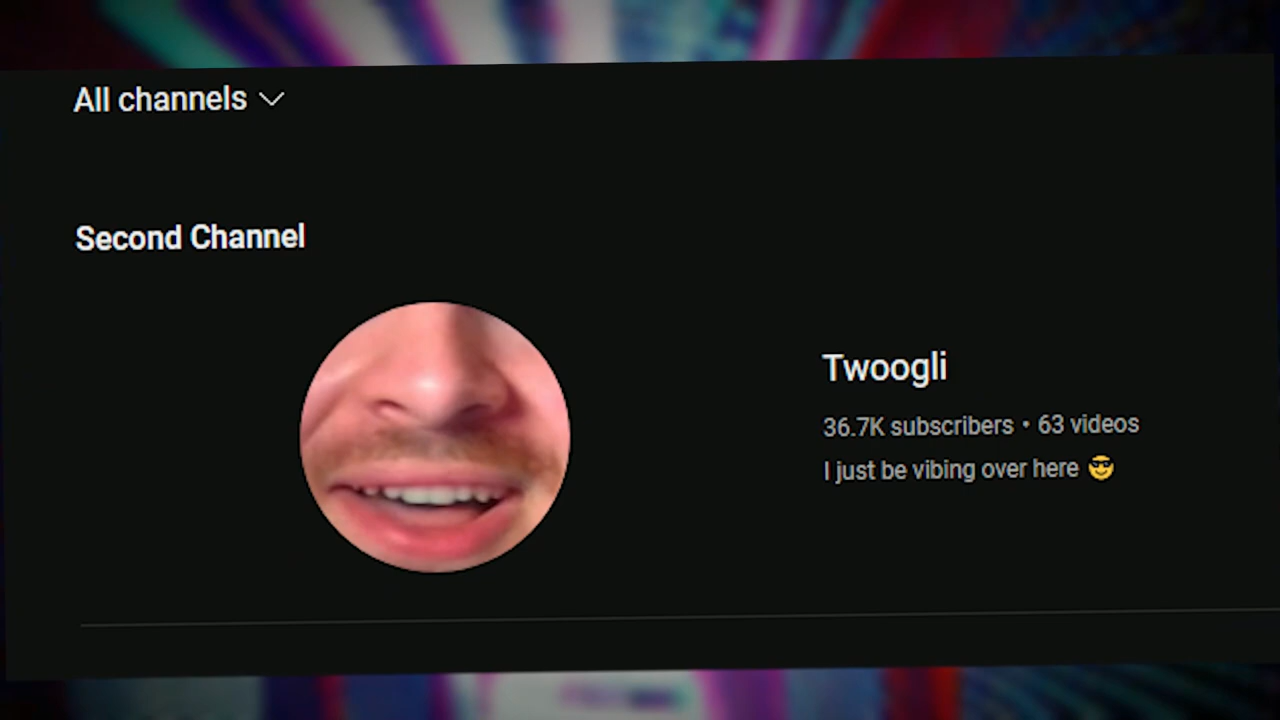 All channels
Second Channel
Twoogli
36.7K subscribers • 63 videos
I just be vibing over here 😎